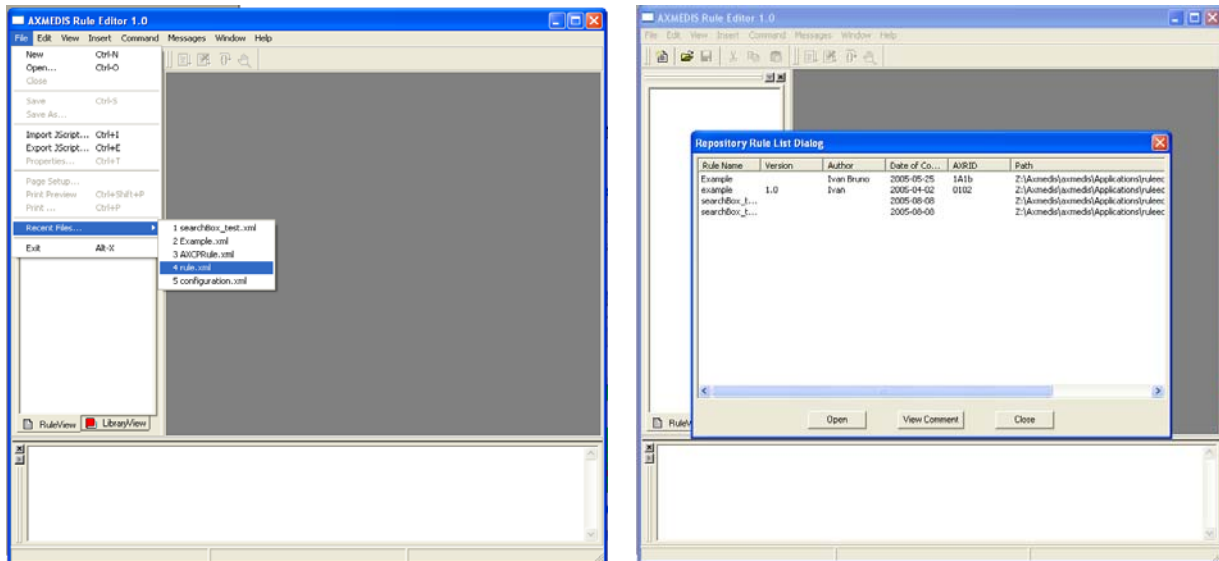 AXMEDIS Rule Editor 1.0
File Edit View Insert Command Messages Window Help
New Ctrl-N
Open... Ctrl-O
Close
Save Ctrl-S
Save As...
Import JScript... Ctrl+I
Export JScript... Ctrl+E
Properties... Ctrl+T
Page Setup...
Print Preview Ctrl+Shift+P
Print ... Ctrl+P
Recent Files...
Exit Alt-X
1 searchBox_test.xml
2 Example.xml
3 AXCPRule.xml
4 rule.xml
5 configuration.xml
RuleView LibraryView
AXMEDIS Rule Editor 1.0
File Edit View Insert Command Messages Window Help
Repository Rule List Dialog
Rule Name Version Author Date of Co... AXRID Path
Example Ivan Bruno 2005-05-25 1A1b Z:\Axmedis\axmedis\Applications\ruleec
example 1.0 Ivan 2005-04-02 0102 Z:\Axmedis\axmedis\Applications\ruleec
searchBox_t... 2005-08-08 Z:\Axmedis\axmedis\Applications\ruleec
searchBox_t... 2005-08-08 Z:\Axmedis\axmedis\Applications\ruleec
Open View Comment Close
RuleV